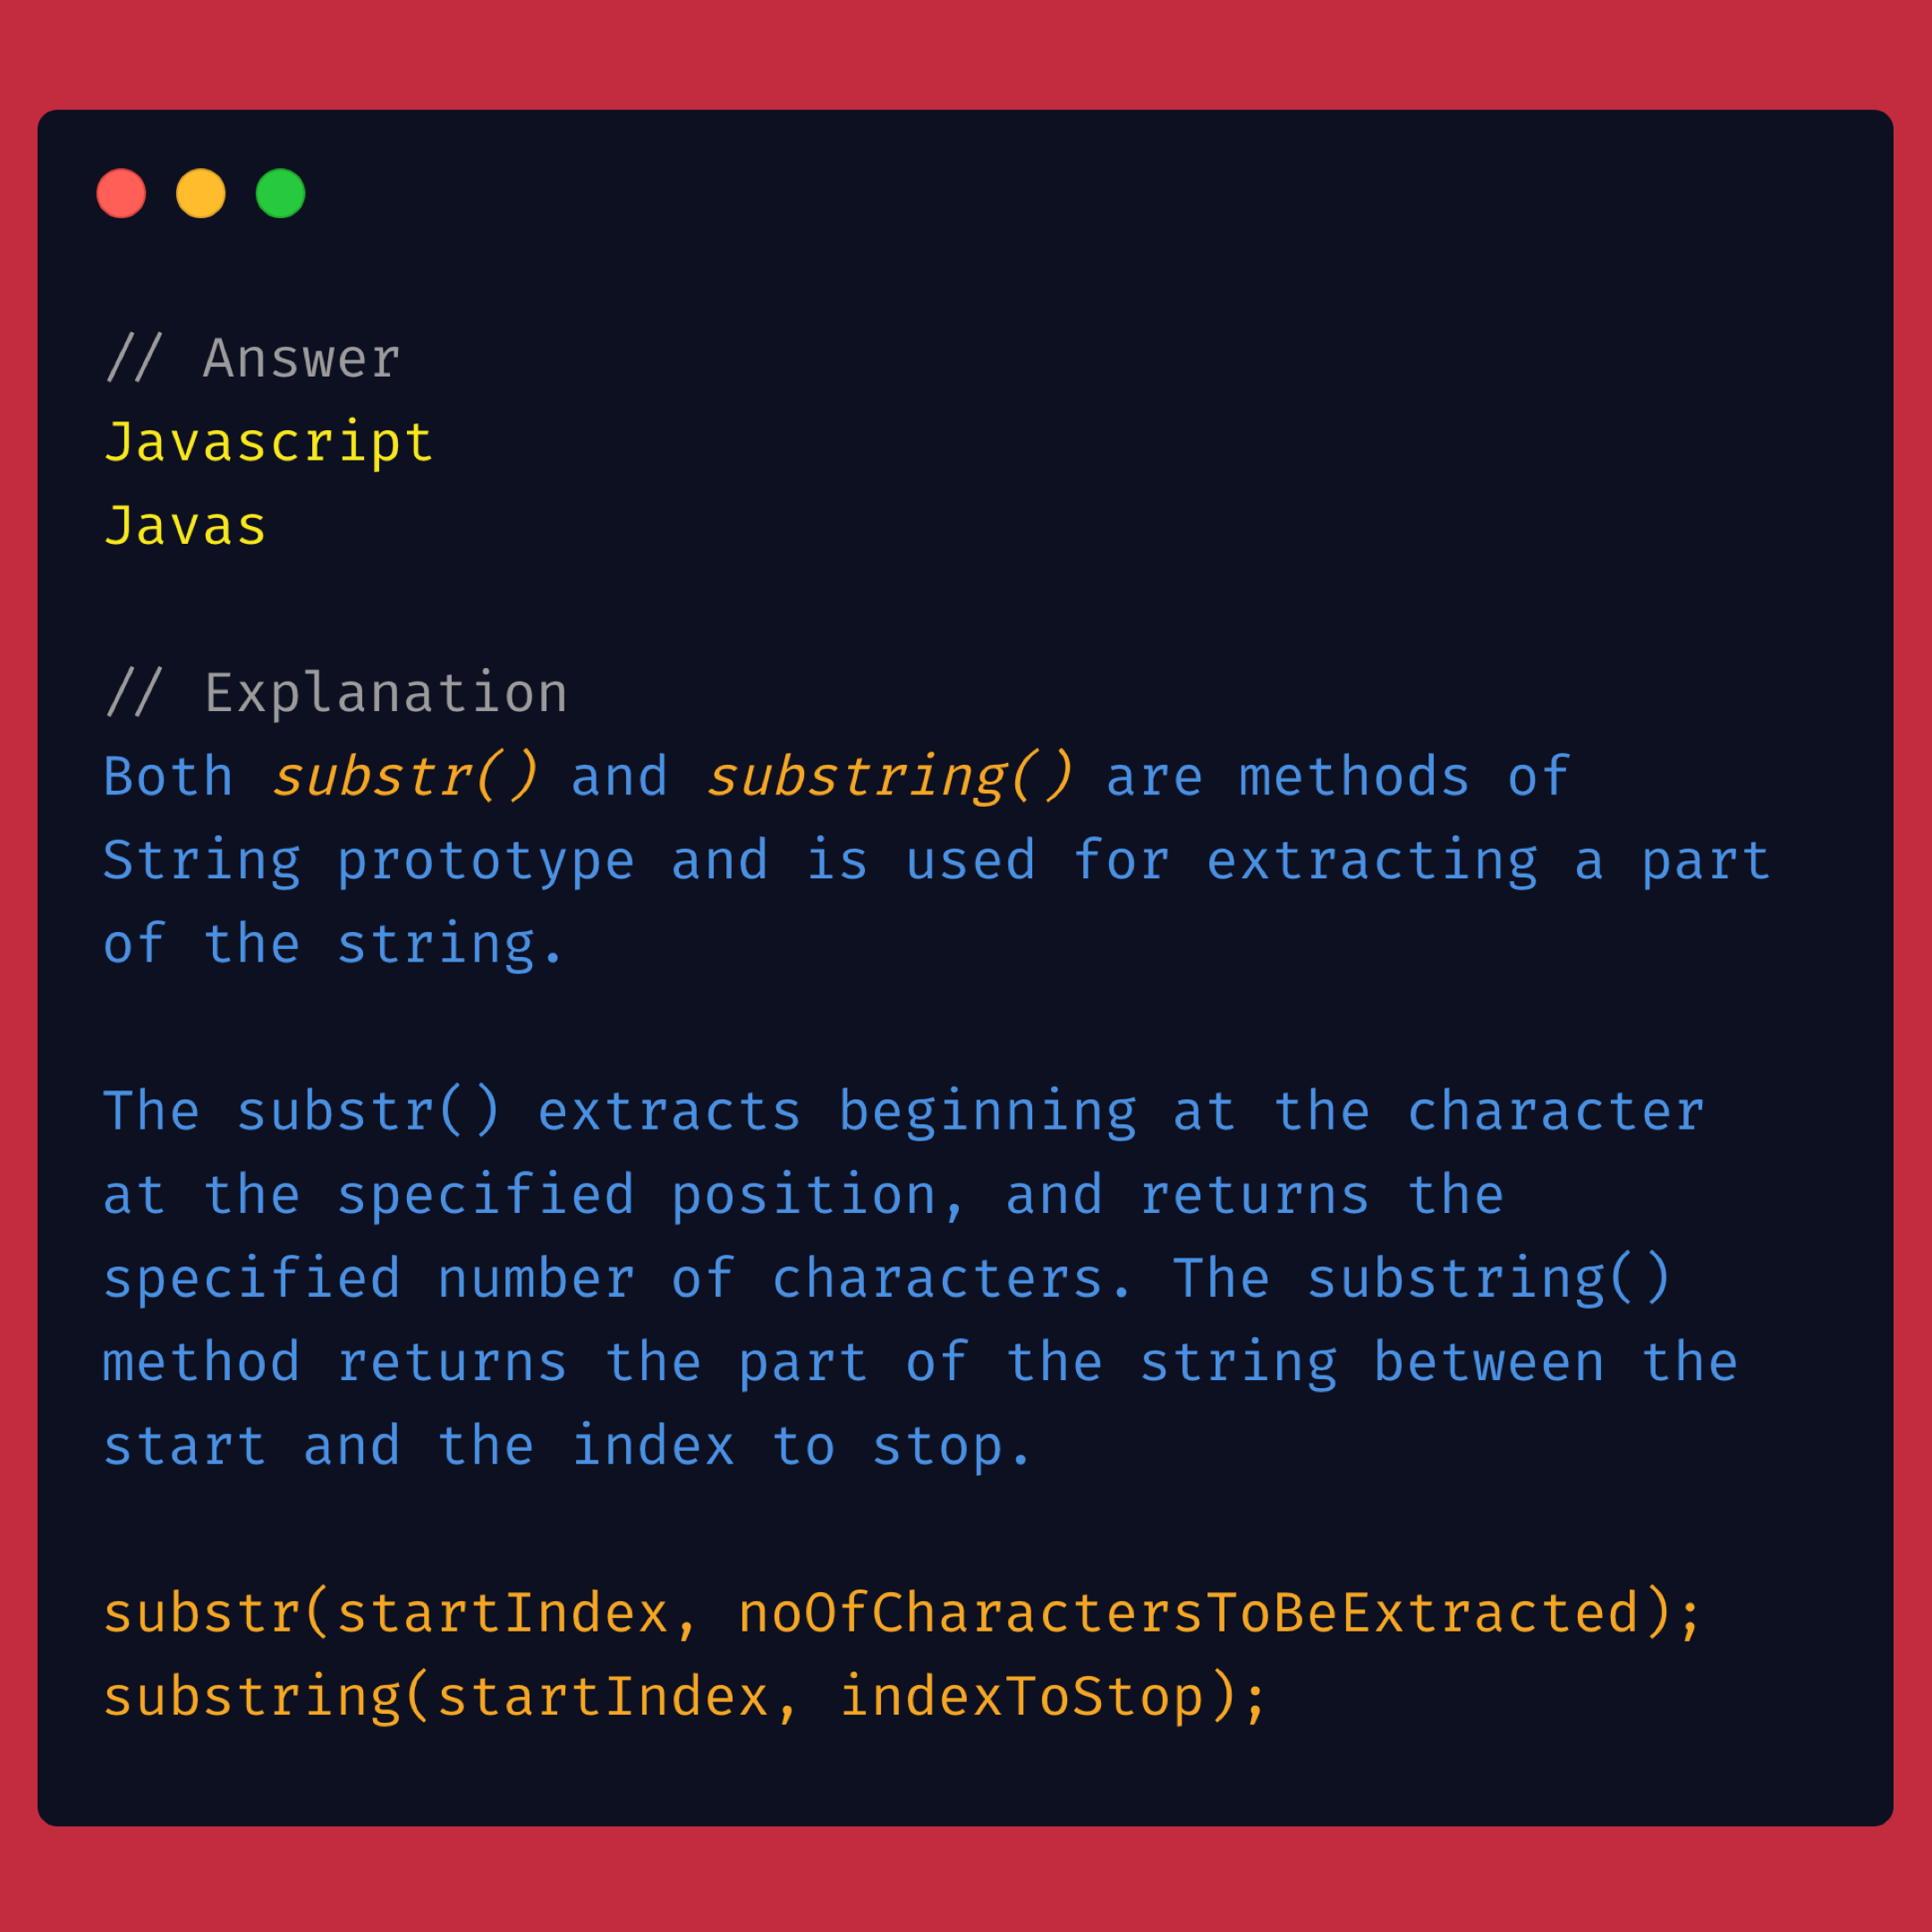 // Answer
Javascript
Javas
// Explanation
Both substr() and substring() are methods of
String prototype and is used for extracting a part
of the string.
The substr() extracts beginning at the character
at the specified position, and returns the
specified number of characters. The substring()
method returns the part of the string between the
start and the index to stop.
substr(startIndex, noOfCharactersToBeExtracted);
substring(startIndex, indexToStop);